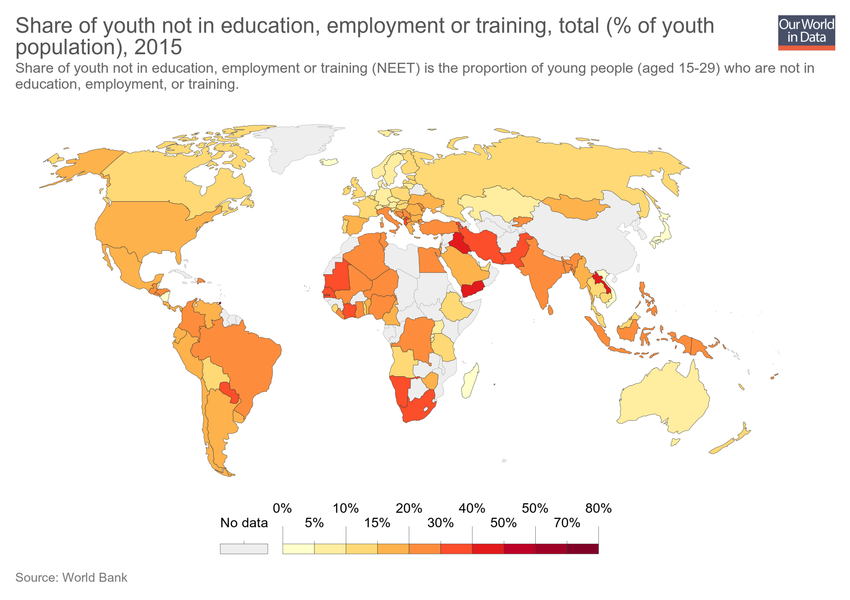 Share of youth not in education, employment or training, total (% of youth
population), 2015
Our World
in Data
Share of youth not in education, employment or training (NEET) is the proportion of young people (aged 15-29) who are not in
education, employment, or training.
0% 10% 20% 40% 50% 80%
No data 5% 15% 30% 50% 70%
Source: World Bank